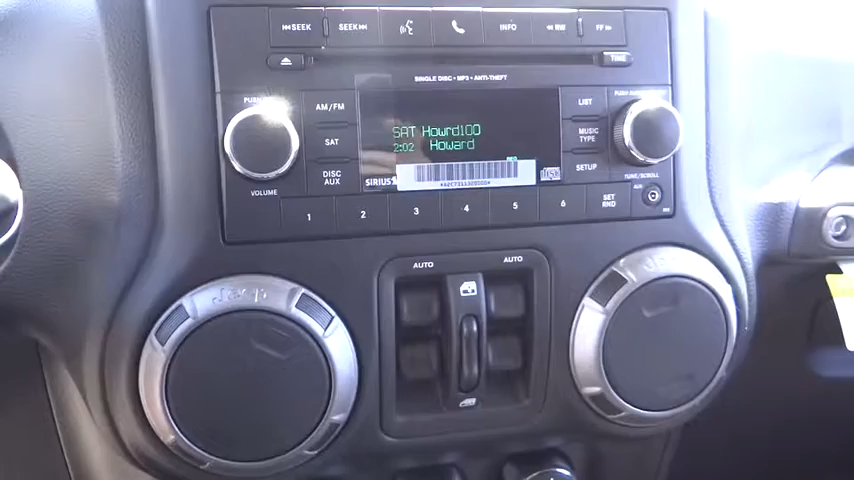 SEEK SEEK INFO RW FF
TIME
SINGLE DISC • MP3 • ANTI-THEFT
PUSH
AM/FM
SAT
DISC
AUX
VOLUME
SAT Howrd100
2:02 Howard
SIRIUS
LIST
MUSIC
TYPE
SETUP
TUNE/SCROLL
1 2 3 4 5 6
SET
RND
AUX
AUTO AUTO
Jeep